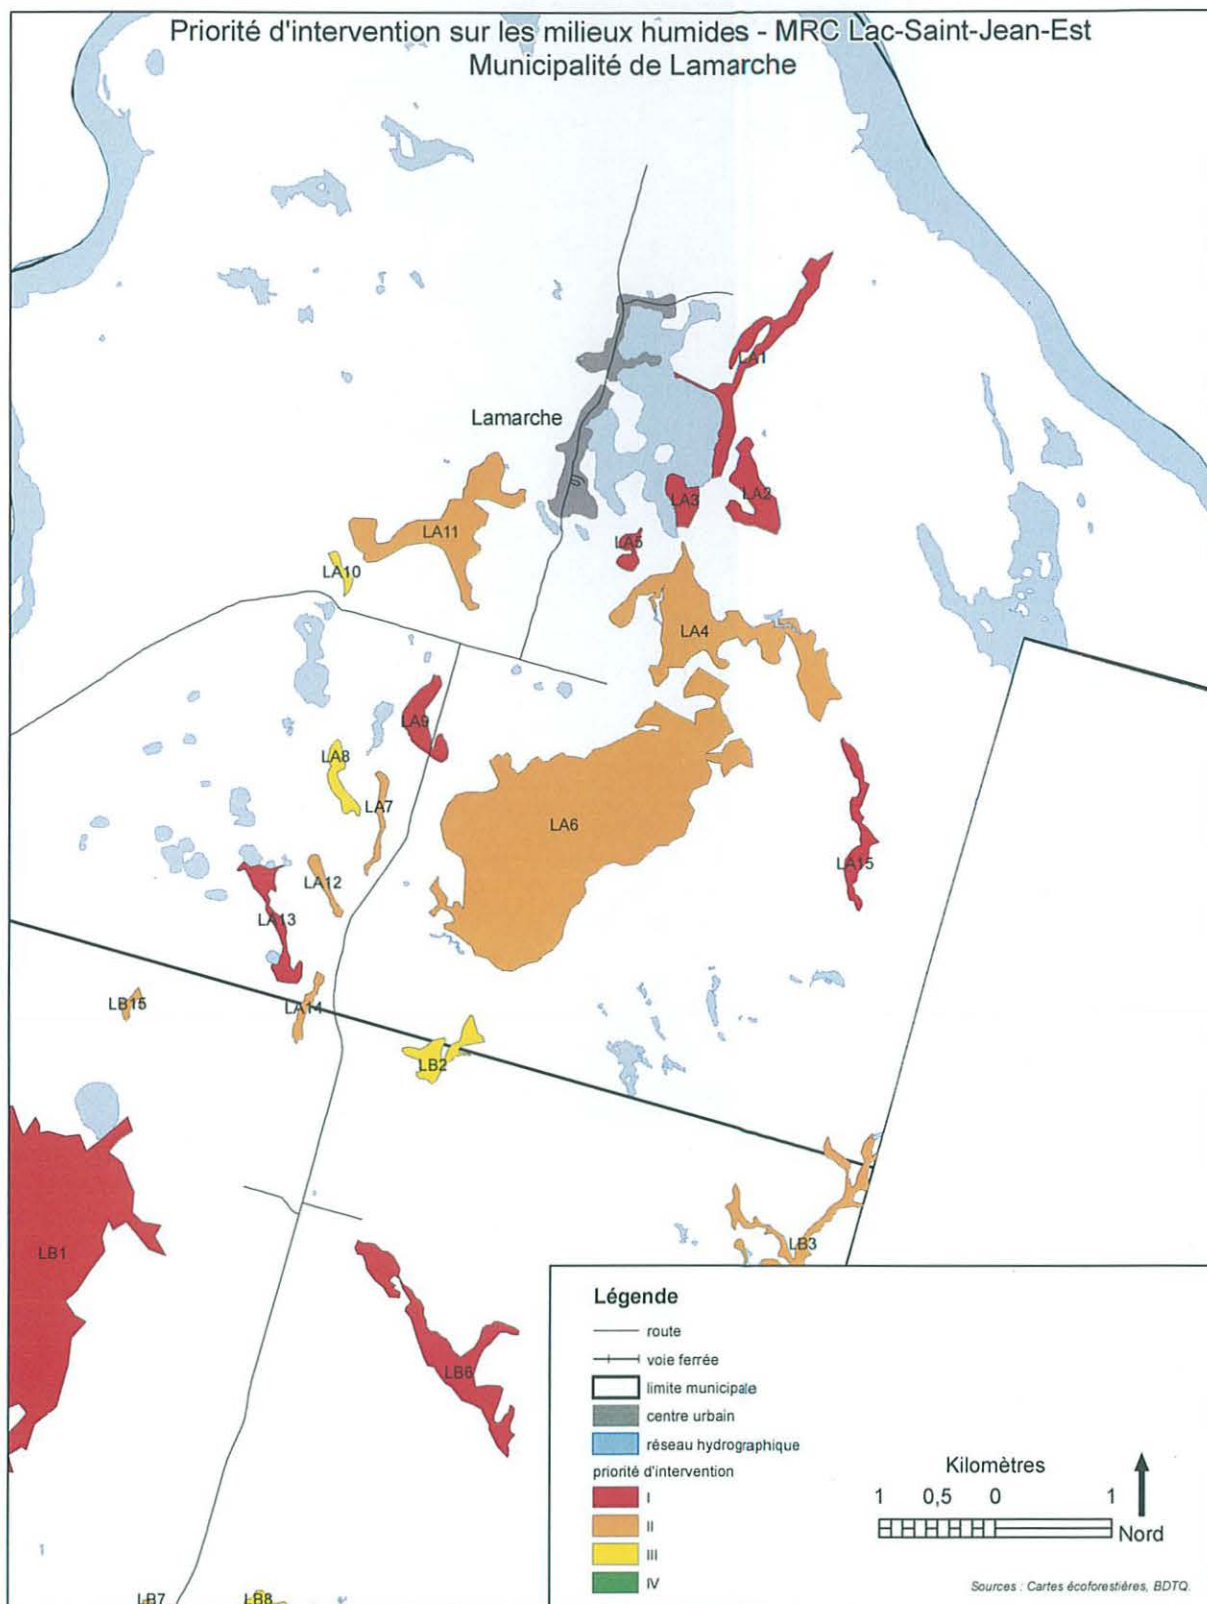 Priorité d'intervention sur les milieux humides - MRC Lac-Saint-Jean-Est
Municipalité de Lamarche
LA1
Lamarche
LA3
LA2
LA11
LA5
LA10
LA4
LA9
LA8
LA7
LA6
LA15
LA12
LA13
LB15
LA14
LB2
LB1
LB3
LB6
LB7
LB8
Légende
route
voie ferrée
limite municipale
centre urbain
réseau hydrographique
priorité d'intervention
I
II
III
IV
Kilomètres
1 0,5 0 1
Nord
Sources : Cartes écoforestières, BDTQ.